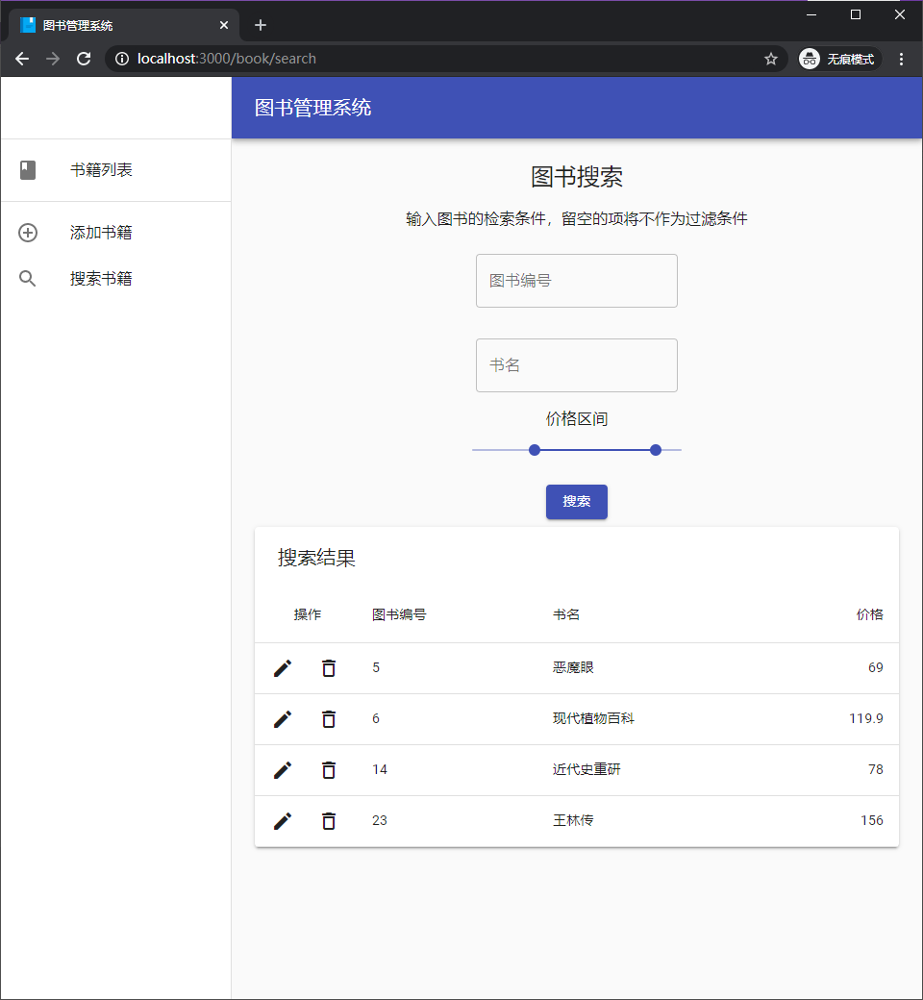 图书管理系统
localhost:3000/book/search
无痕模式
图书管理系统
书籍列表
添加书籍
搜索书籍
图书搜索
输入图书的检索条件，留空的项将不作为过滤条件
图书编号
书名
价格区间
搜索
搜索结果
操作 图书编号 书名 价格
5 恶魔眼 69
6 现代植物百科 119.9
14 近代史重研 78
23 王林传 156